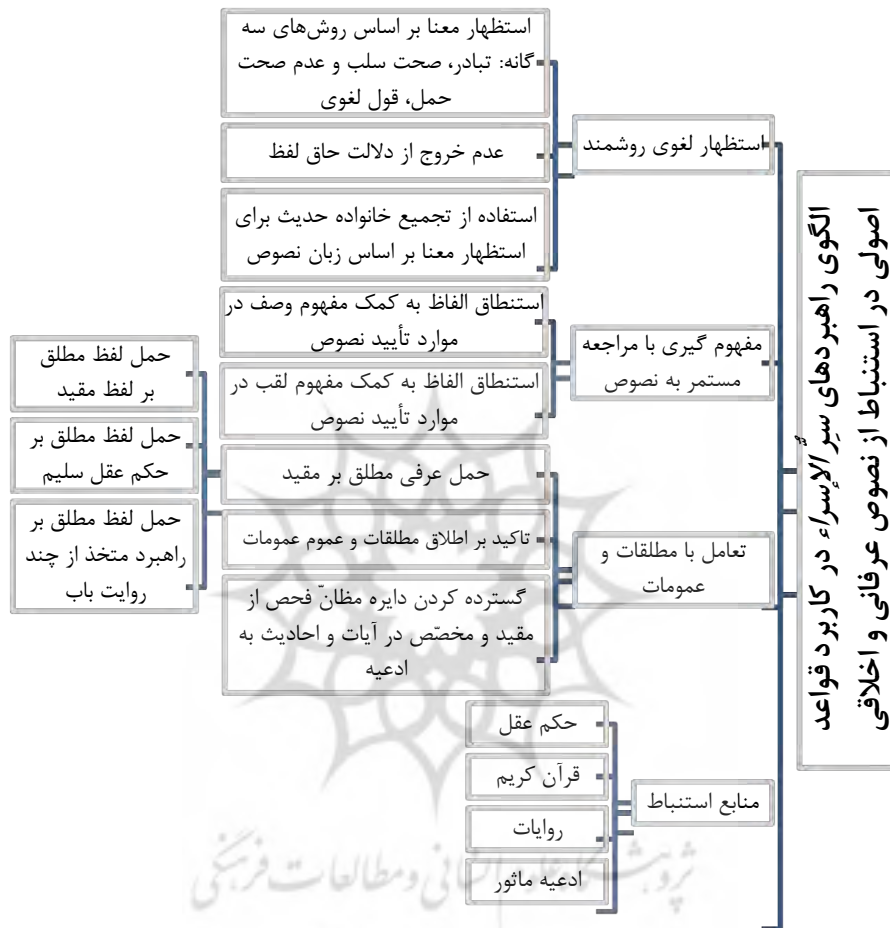 الگوی راهبردهای سِرُّ الإسراء در کاربرد قواعد
اصولی در استنباط از نصوص عرفانی و اخلاقی
استظهار لغوی روشمند
استظهار معنا بر اساس روش‌های سه
گانه: تبادر، صحت سلب و عدم صحت
حمل، قول لغوی
عدم خروج از دلالت حاق لفظ
استفاده از تجمیع خانواده حدیث برای
استظهار معنا بر اساس زبان نصوص
مفهوم گیری با مراجعه
مستمر به نصوص
استنطاق الفاظ به کمک مفهوم وصف در
موارد تأیید نصوص
استنطاق الفاظ به کمک مفهوم لقب در
موارد تأیید نصوص
تعامل با مطلقات و
عمومات
حمل عرفی مطلق بر مقید
حمل لفظ مطلق
بر لفظ مقید
حمل لفظ مطلق بر
حکم عقل سلیم
حمل لفظ مطلق بر
راهبرد متخذ از چند
روایت باب
تاکید بر اطلاق مطلقات و عموم عمومات
گسترده کردن دایره مظانّ فحص از
مقید و مخصّص در آیات و احادیث به
ادعیه
منابع استنباط
حکم عقل
قرآن کریم
روایات
ادعیه ماثور
پژوهشگاه علوم انسانی و مطالعات فرهنگی